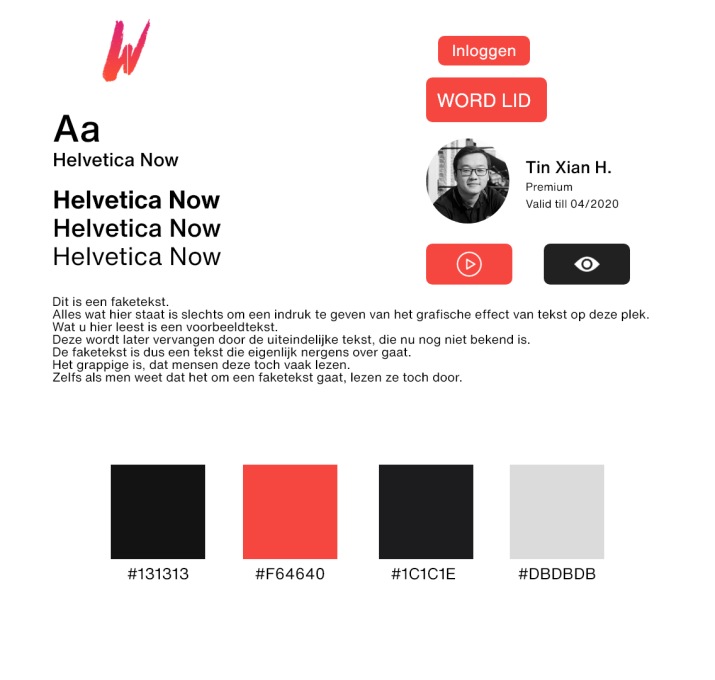 W
Inloggen
WORD LID
Aa
Helvetica Now
Tin Xian H.
Premium
Valid till 04/2020
Helvetica Now
Helvetica Now
Helvetica Now
Dit is een faketekst.
Alles wat hier staat is slechts om een indruk te geven van het grafische effect van tekst op deze plek.
Wat u hier leest is een voorbeeldtekst.
Deze wordt later vervangen door de uiteindelijke tekst, die nu nog niet bekend is.
De faketekst is dus een tekst die eigenlijk nergens over gaat.
Het grappige is, dat mensen deze toch vaak lezen.
Zelfs als men weet dat het om een faketekst gaat, lezen ze toch door.
#131313
#F64640
#1C1C1E
#DBDBDB